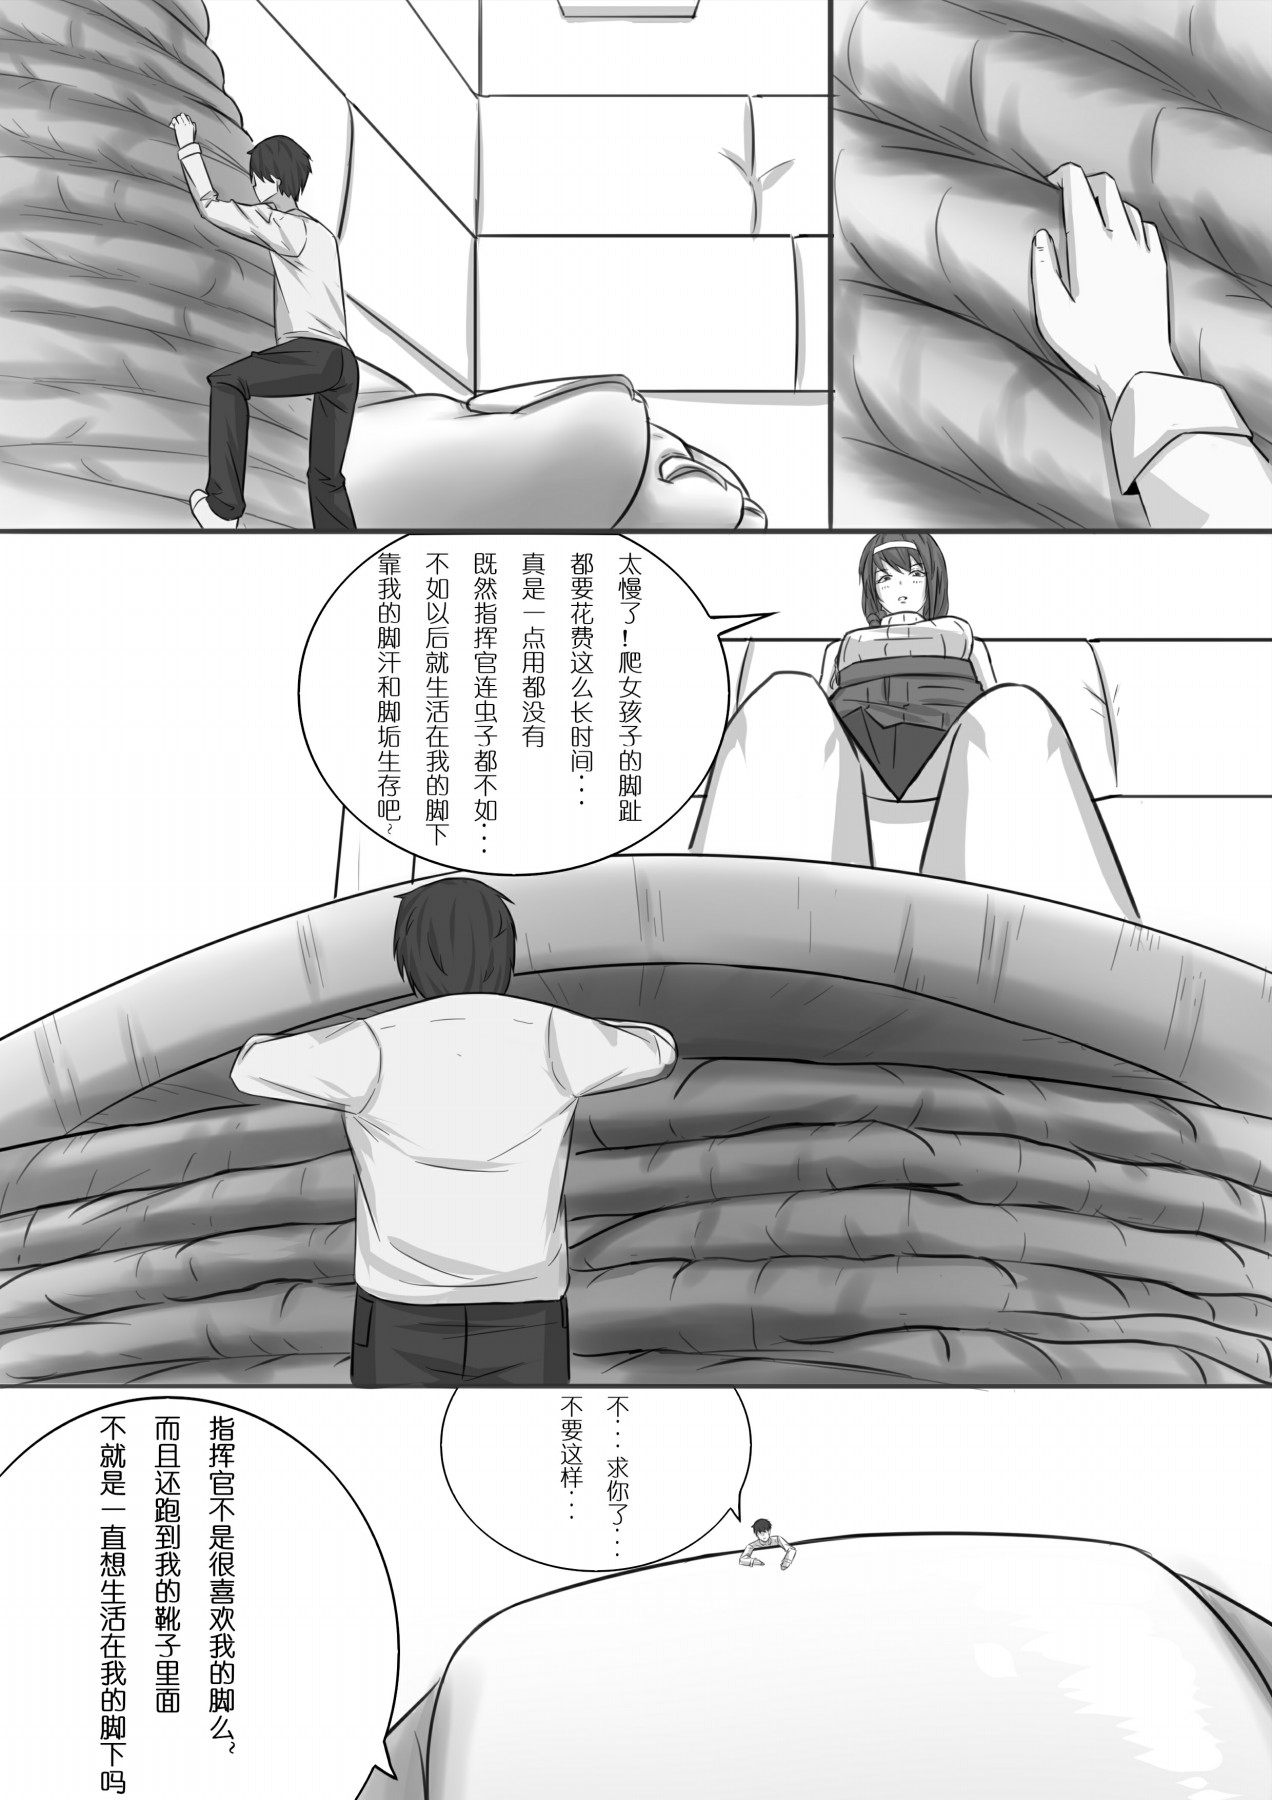 太慢了！爬女孩子的脚趾
都要花费这么长时间···
真是一点用都没有
既然指挥官连虫子都不如···
不如以后就生活在我的脚下
靠我的脚汗和脚垢生存吧~
不···求你了···
不要这样···
指挥官不是很喜欢我的脚么~
而且还跑到我的靴子里面
不就是一直想生活在我的脚下吗